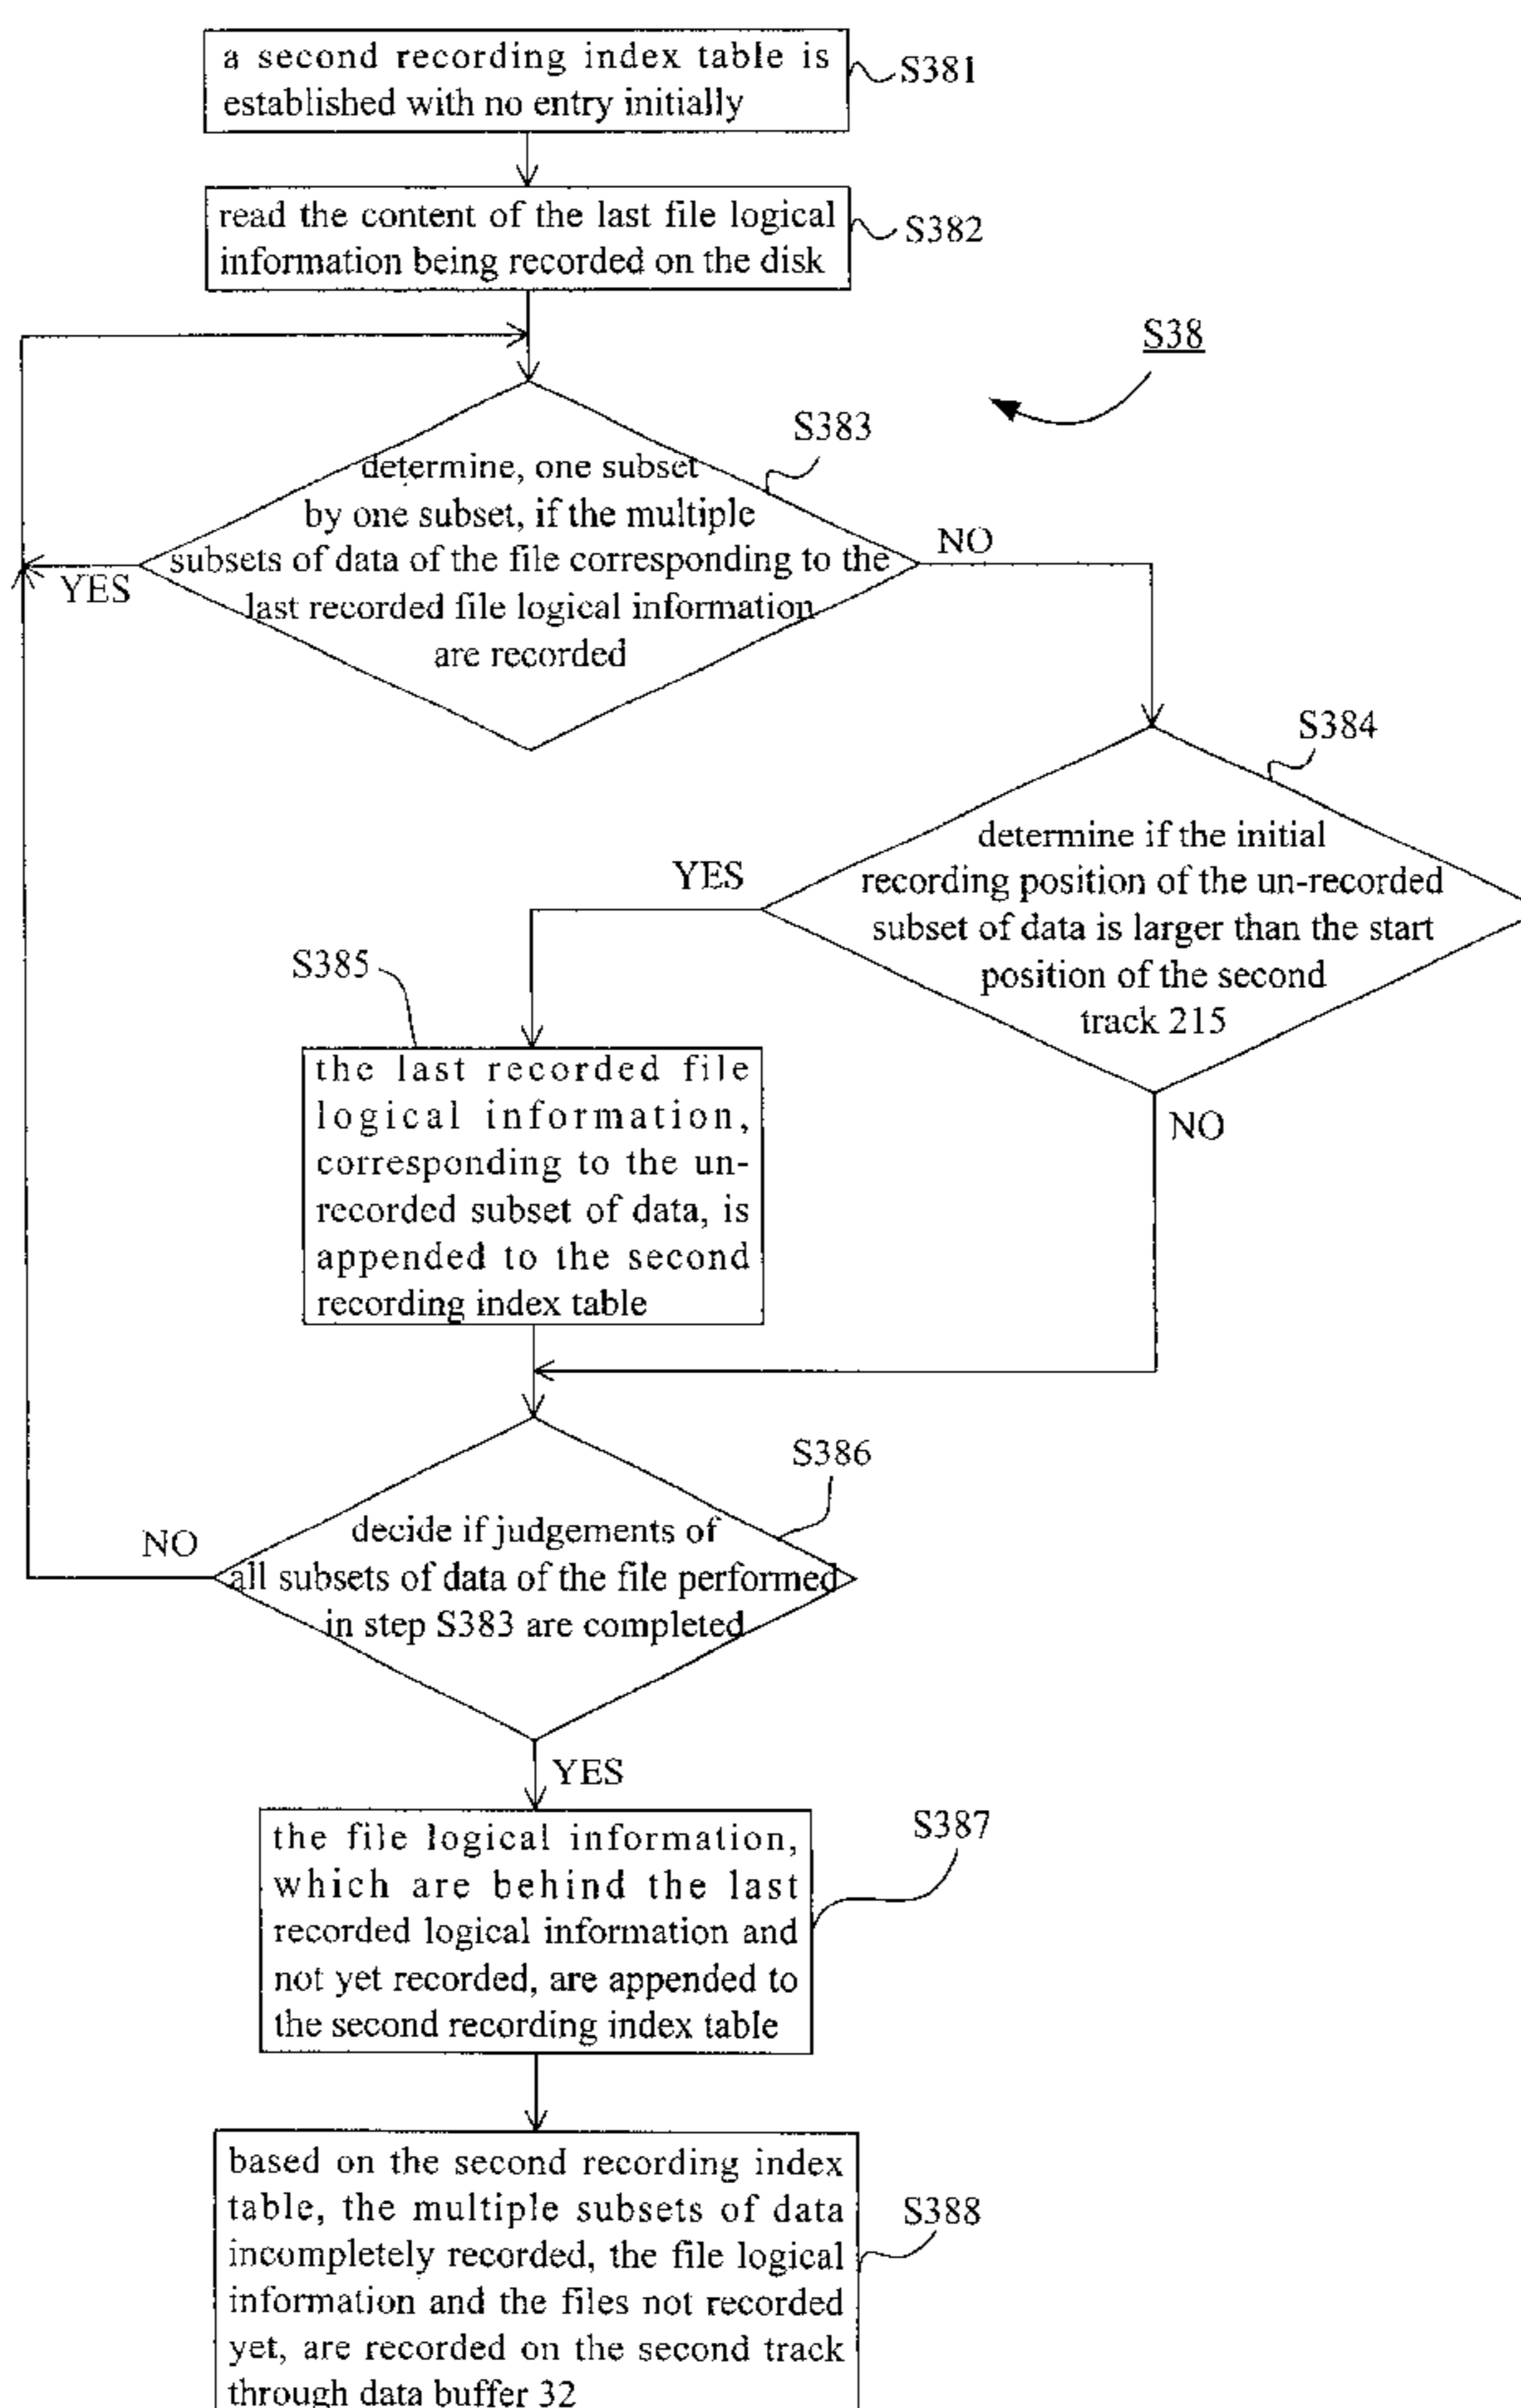 a second recording index table is
established with no entry initially
S381
read the content of the last file logical
information being recorded on the disk
S382
S38
S383
determine, one subset
by one subset, if the multiple
subsets of data of the file corresponding to the
last recorded file logical information
are recorded
YES
NO
S384
determine if the initial
recording position of the un-recorded
subset of data is larger than the start
position of the second
track 215
YES
NO
S385
the last recorded file
logical information,
corresponding to the un-
recorded subset of data, is
appended to the second
recording index table
S386
decide if judgements of
all subsets of data of the file performed
in step S383 are completed
NO
YES
the file logical information,
which are behind the last
recorded logical information and
not yet recorded, are appended to
the second recording index table
S387
based on the second recording index
table, the multiple subsets of data
incompletely recorded, the file logical
information and the files not recorded
yet, are recorded on the second track
through data buffer 32
S388